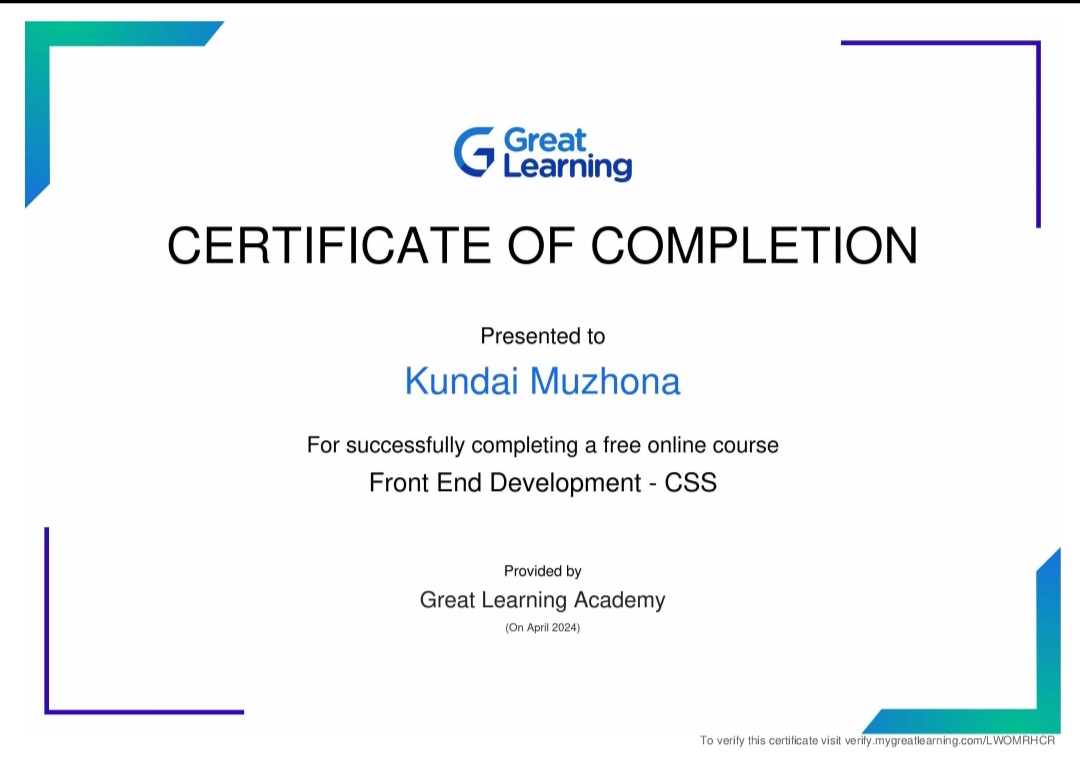 Great
Learning
CERTIFICATE OF COMPLETION
Presented to
Kundai Muzhona
For successfully completing a free online course
Front End Development - CSS
Provided by
Great Learning Academy
(On April 2024)
To verify this certificate visit verify.mygreatlearning.com/LWOMRHCR